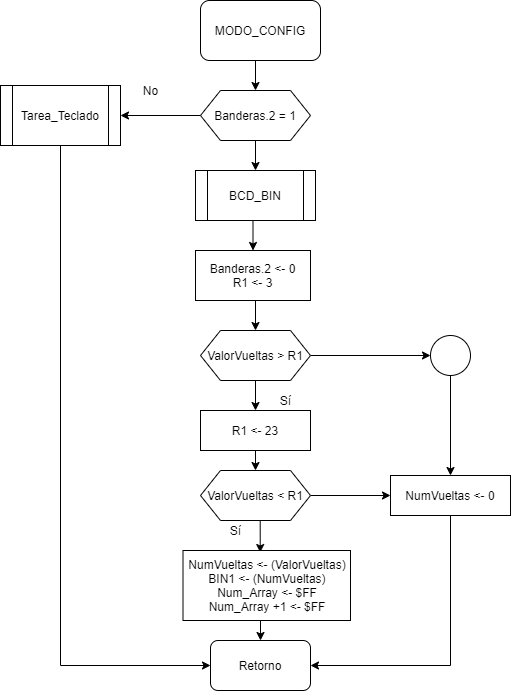 MODO_CONFIG
No
Banderas.2 = 1
Tarea_Teclado
BCD_BIN
Banderas.2 <- 0
R1 <- 3
ValorVueltas > R1
Sí
R1 <- 23
ValorVueltas < R1
NumVueltas <- 0
Sí
NumVueltas <- (ValorVueltas)
BIN1 <- (NumVueltas)
Num_Array <- $FF
Num_Array +1 <- $FF
Retorno